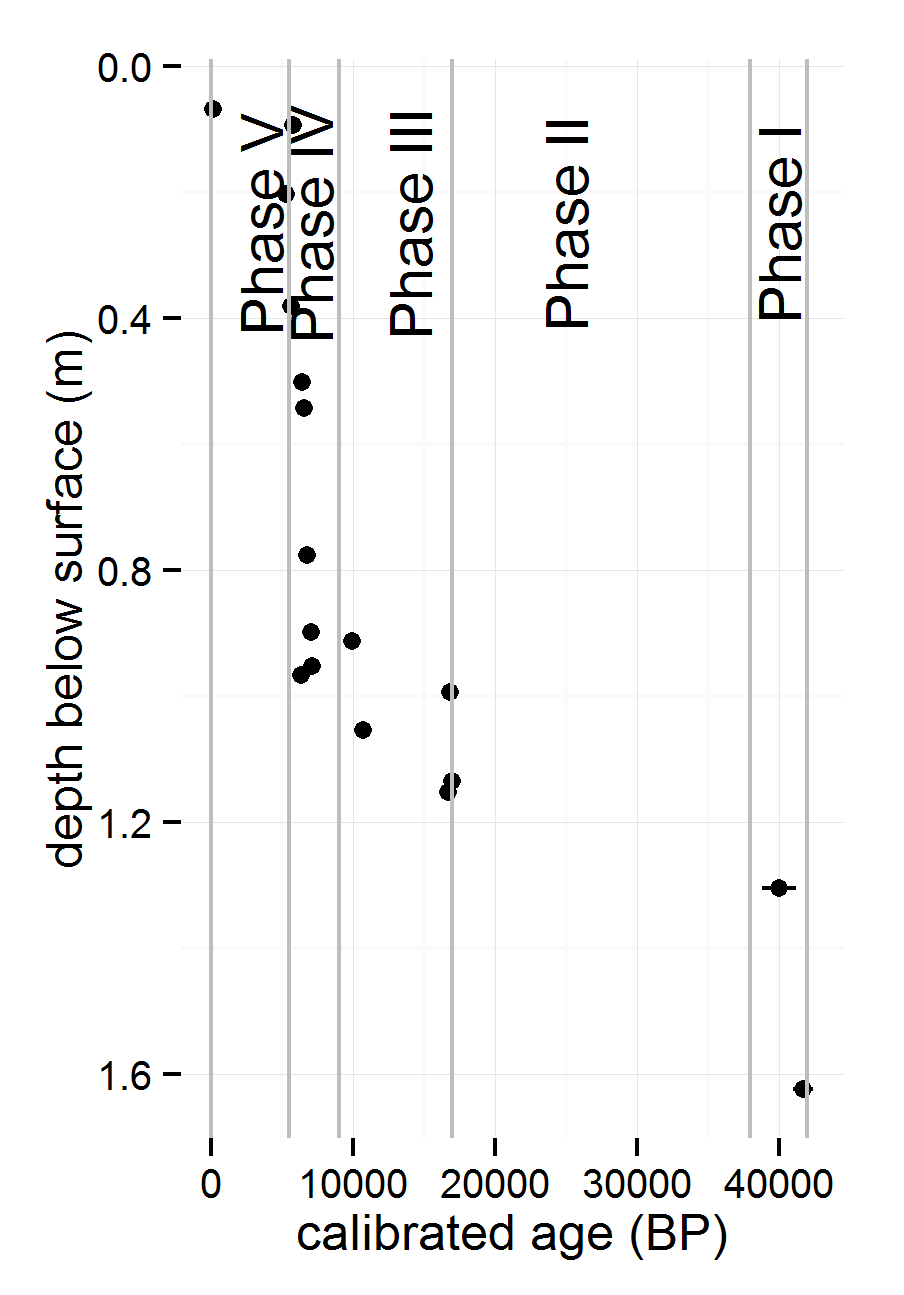 0.0
0.4
0.8
1.2
1.6
depth below surface (m)
Phase V
Phase IV
Phase III
Phase II
Phase I
0 10000 20000 30000 40000
calibrated age (BP)